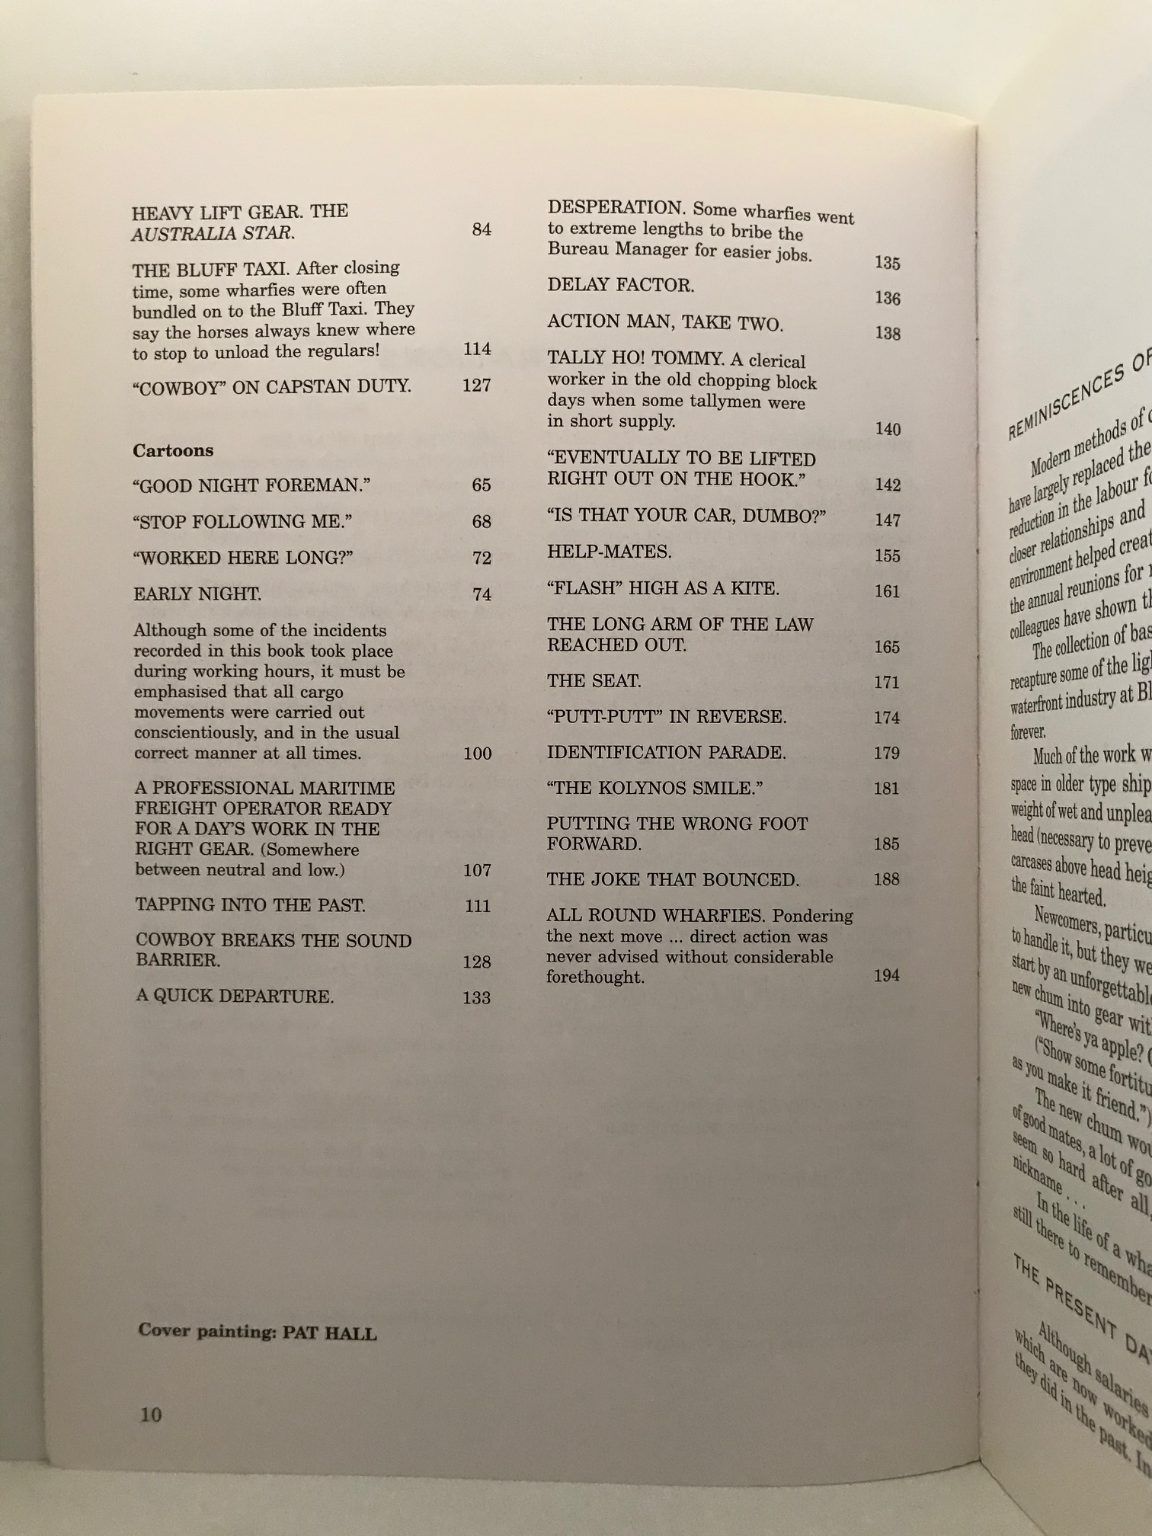 HEAVY LIFT GEAR. THE
AUSTRALIA STAR. 84
THE BLUFF TAXI. After closing
time, some wharfies were often
bundled on to the Bluff Taxi. They
say the horses always knew where
to stop to unload the regulars! 114
“COWBOY” ON CAPSTAN DUTY. 127
Cartoons
“GOOD NIGHT FOREMAN.” 65
“STOP FOLLOWING ME.” 68
“WORKED HERE LONG?” 72
EARLY NIGHT. 74
Although some of the incidents
recorded in this book took place
during working hours, it must be
emphasised that all cargo
movements were carried out
conscientiously, and in the usual
correct manner at all times. 100
A PROFESSIONAL MARITIME
FREIGHT OPERATOR READY
FOR A DAY'S WORK IN THE
RIGHT GEAR. (Somewhere
between neutral and low.) 107
TAPPING INTO THE PAST. 111
COWBOY BREAKS THE SOUND
BARRIER. 128
A QUICK DEPARTURE. 133
DESPERATION. Some wharfies went
to extreme lengths to bribe the
Bureau Manager for easier jobs. 135
DELAY FACTOR. 136
ACTION MAN, TAKE TWO. 138
TALLY HO! TOMMY. A clerical
worker in the old chopping block
days when some tallymen were
in short supply. 140
“EVENTUALLY TO BE LIFTED
RIGHT OUT ON THE HOOK.” 142
“IS THAT YOUR CAR, DUMBO?” 147
HELP-MATES. 155
“FLASH” HIGH AS A KITE. 161
THE LONG ARM OF THE LAW
REACHED OUT. 165
THE SEAT. 171
“PUTT-PUTT” IN REVERSE. 174
IDENTIFICATION PARADE. 179
“THE KOLYNOS SMILE.” 181
PUTTING THE WRONG FOOT
FORWARD. 185
THE JOKE THAT BOUNCED. 188
ALL ROUND WHARFIES. Pondering
the next move ... direct action was
never advised without considerable
forethought. 194
Cover painting: PAT HALL
10
REMINISCENCES OF
Modern methods of
have largely replaced the
reduction in the labour
closer relationships and
environment helped
the annual reunions for
colleagues have shown
The collection of
recapture some of the
waterfront industry at
forever.
Much of the work
space in older type
weight of wet and
head (necessary to
carcases above head
the faint hearted.
Newcomers,
to handle it, but they
start by an
new chum into gear
“Where's ya apple?
(“Show some
as you make it friend.”)
The new chum
of good mates, a lot of
seem so hard after all,
nickname . . .
In the life of a
still there to remember
THE PRESENT
Although salaries
which are now worked
they did in the past.